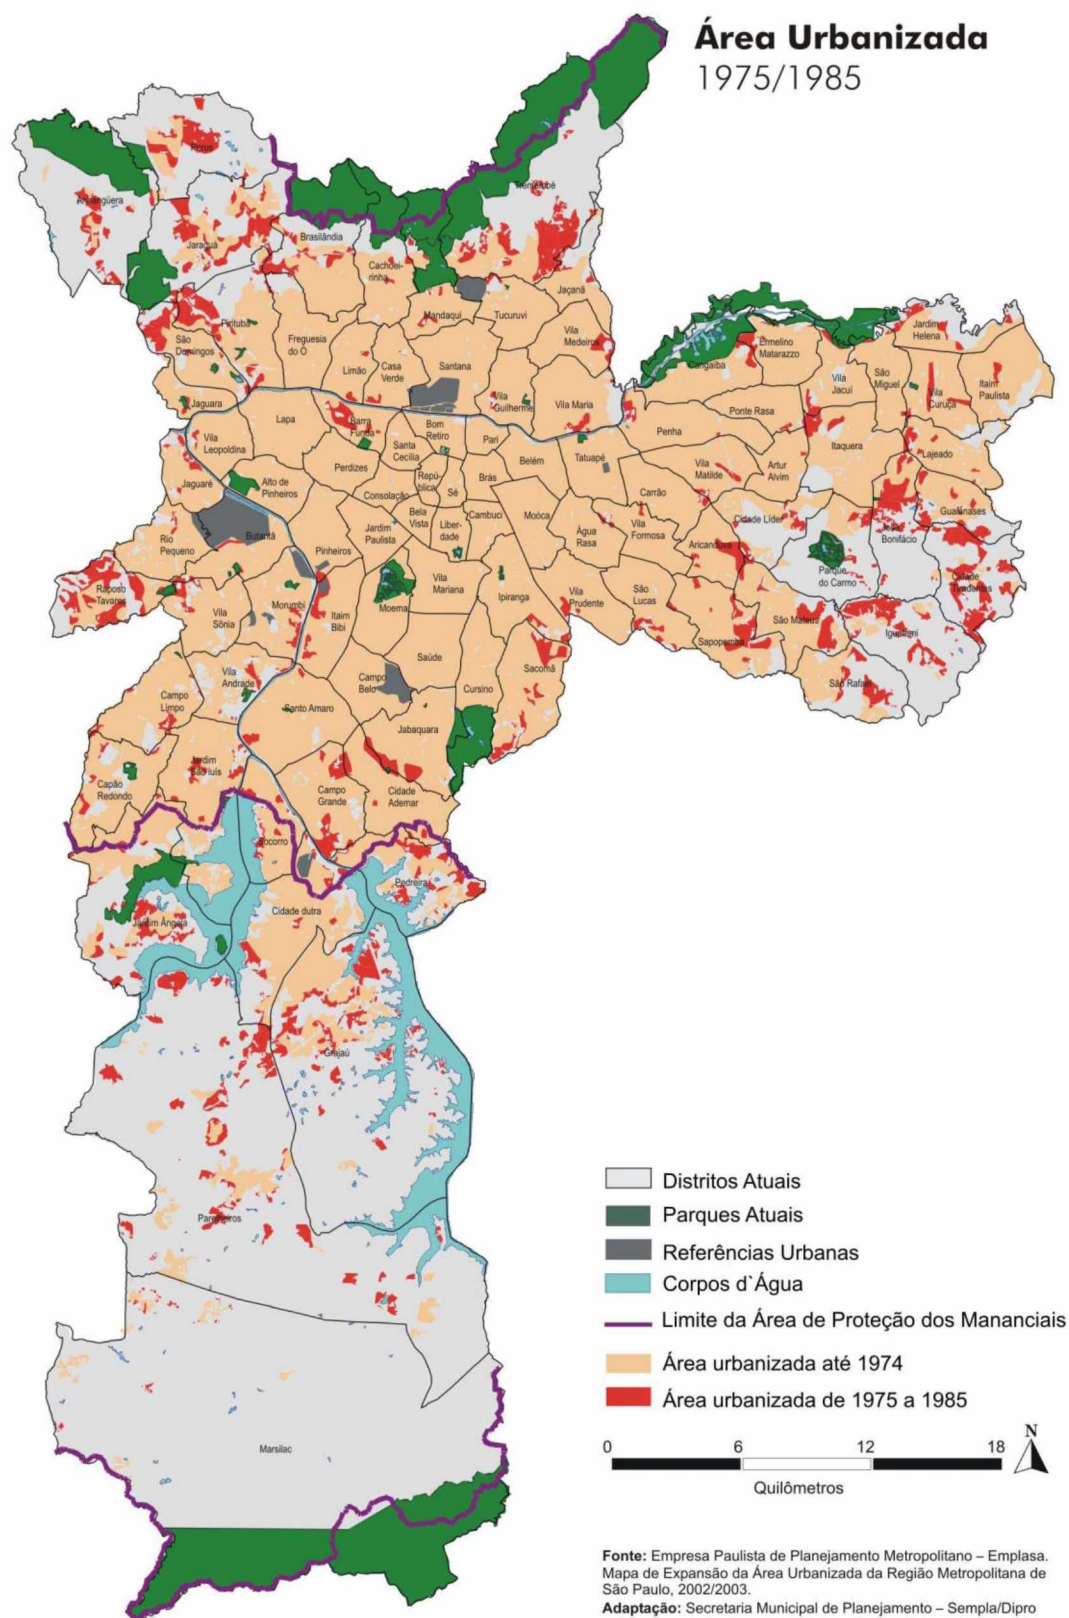 Área Urbanizada
1975/1985
Perus
Anhangüera
Jaraguá
Brasilândia
Tremembé
Cachoei-
rinha
Jaçanã
Mandaqui
Tucuruvi
Pirituba
São
Domingos
Freguesia
do Ó
Limão
Casa
Verde
Santana
Vila
Medeiros
Cangaíba
Ermelino
Matarazzo
Jardim
Helena
Vila
Jacuí
São
Miguel
Vila
Curuçá
Itaim
Paulista
Jaguara
Lapa
Barra
Funda
Bom
Retiro
Vila
Guilherme
Vila Maria
Ponte Rasa
Penha
Itaquera
Lajeado
Vila
Leopoldina
Perdizes
Santa
Cecília
Pari
Belém
Tatuapé
Vila
Matilde
Artur
Alvim
Jaguaré
Alto de
Pinheiros
Consolação
Repú-
blica
Sé
Brás
Carrão
Cidade Líder
José
Bonifácio
Guaianases
Rio
Pequeno
Butantã
Pinheiros
Jardim
Paulista
Bela
Vista
Liber-
dade
Cambuci
Moóca
Água
Rasa
Vila
Formosa
Aricanduva
Parque
do Carmo
Cidade
Tiradentes
Raposo
Tavares
Vila
Sônia
Morumbi
Itaim
Bibi
Moema
Vila
Mariana
Ipiranga
Vila
Prudente
São
Lucas
Sapopemba
São Mateus
Iguatemi
São Rafael
Campo
Limpo
Vila
Andrade
Santo Amaro
Campo
Belo
Saúde
Cursino
Sacomã
Jabaquara
Capão
Redondo
Jardim
São luís
Campo
Grande
Cidade
Ademar
Socorro
Pedreira
Jardim Ângela
Cidade dutra
Grajaú
Parelheiros
Marsilac
Distritos Atuais
Parques Atuais
Referências Urbanas
Corpos d`Água
Limite da Área de Proteção dos Mananciais
Área urbanizada até 1974
Área urbanizada de 1975 a 1985
N
0 6 12 18
Quilômetros
Fonte: Empresa Paulista de Planejamento Metropolitano – Emplasa.
Mapa de Expansão da Área Urbanizada da Região Metropolitana de
São Paulo, 2002/2003.
Adaptação: Secretaria Municipal de Planejamento – Sempla/Dipro